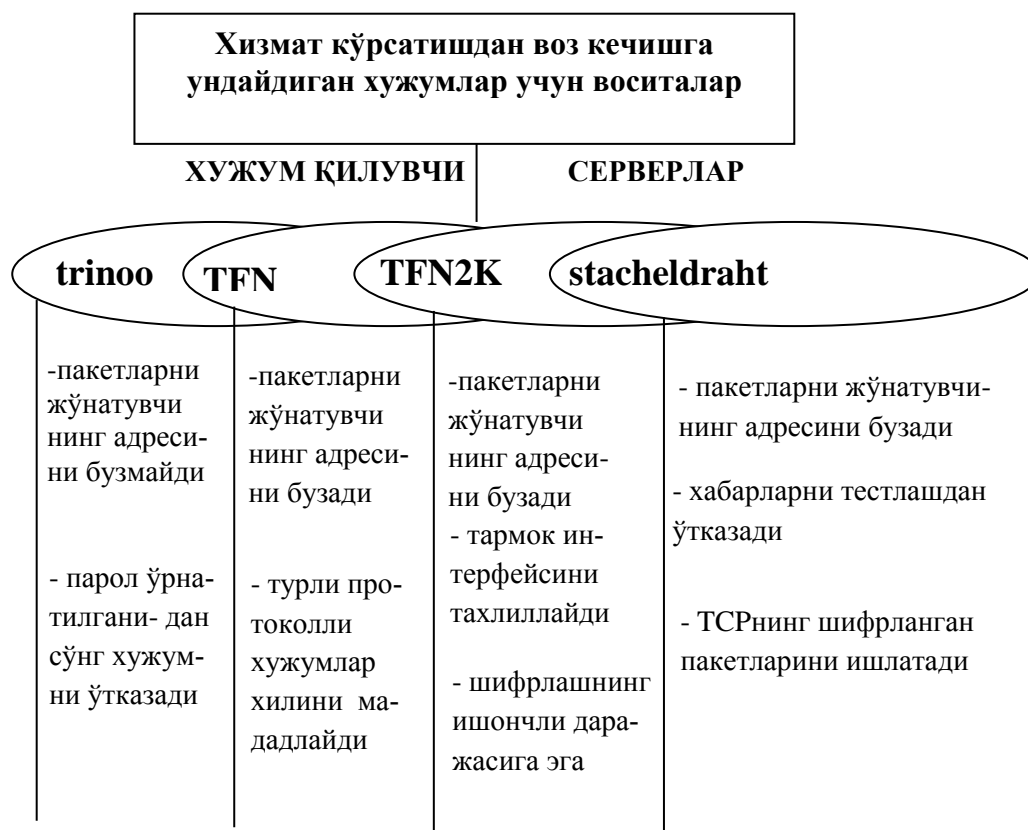 Хизмат кўрсатишдан воз кечишга
ундайдиган хужумлар учун воситалар
ХУЖУМ ҚИЛУВЧИ СЕРВЕРЛАР
trinoo
TFN
TFN2K
stacheldraht
-пакетларни
жўнатувчи
нинг адреси-
ни бузмайди
- парол ўрна-
тилгани- дан
сўнг хужум-
ни ўтказади
-пакетларни
жўнатувчи
нинг адреси-
ни бузади
- турли про-
токолли
хужумлар
хилини ма-
дадлайди
-пакетларни
жўнатувчи
нинг адреси-
ни бузади
- тармок ин-
терфейсини
тахлиллайди
- шифрлашнинг
ишончли дара-
жасига эга
- пакетларни жўнатувчи-
нинг адресини бузади
- хабарларни тестлашдан
ўтказади
- ТСРнинг шифрланган
пакетларини ишлатади